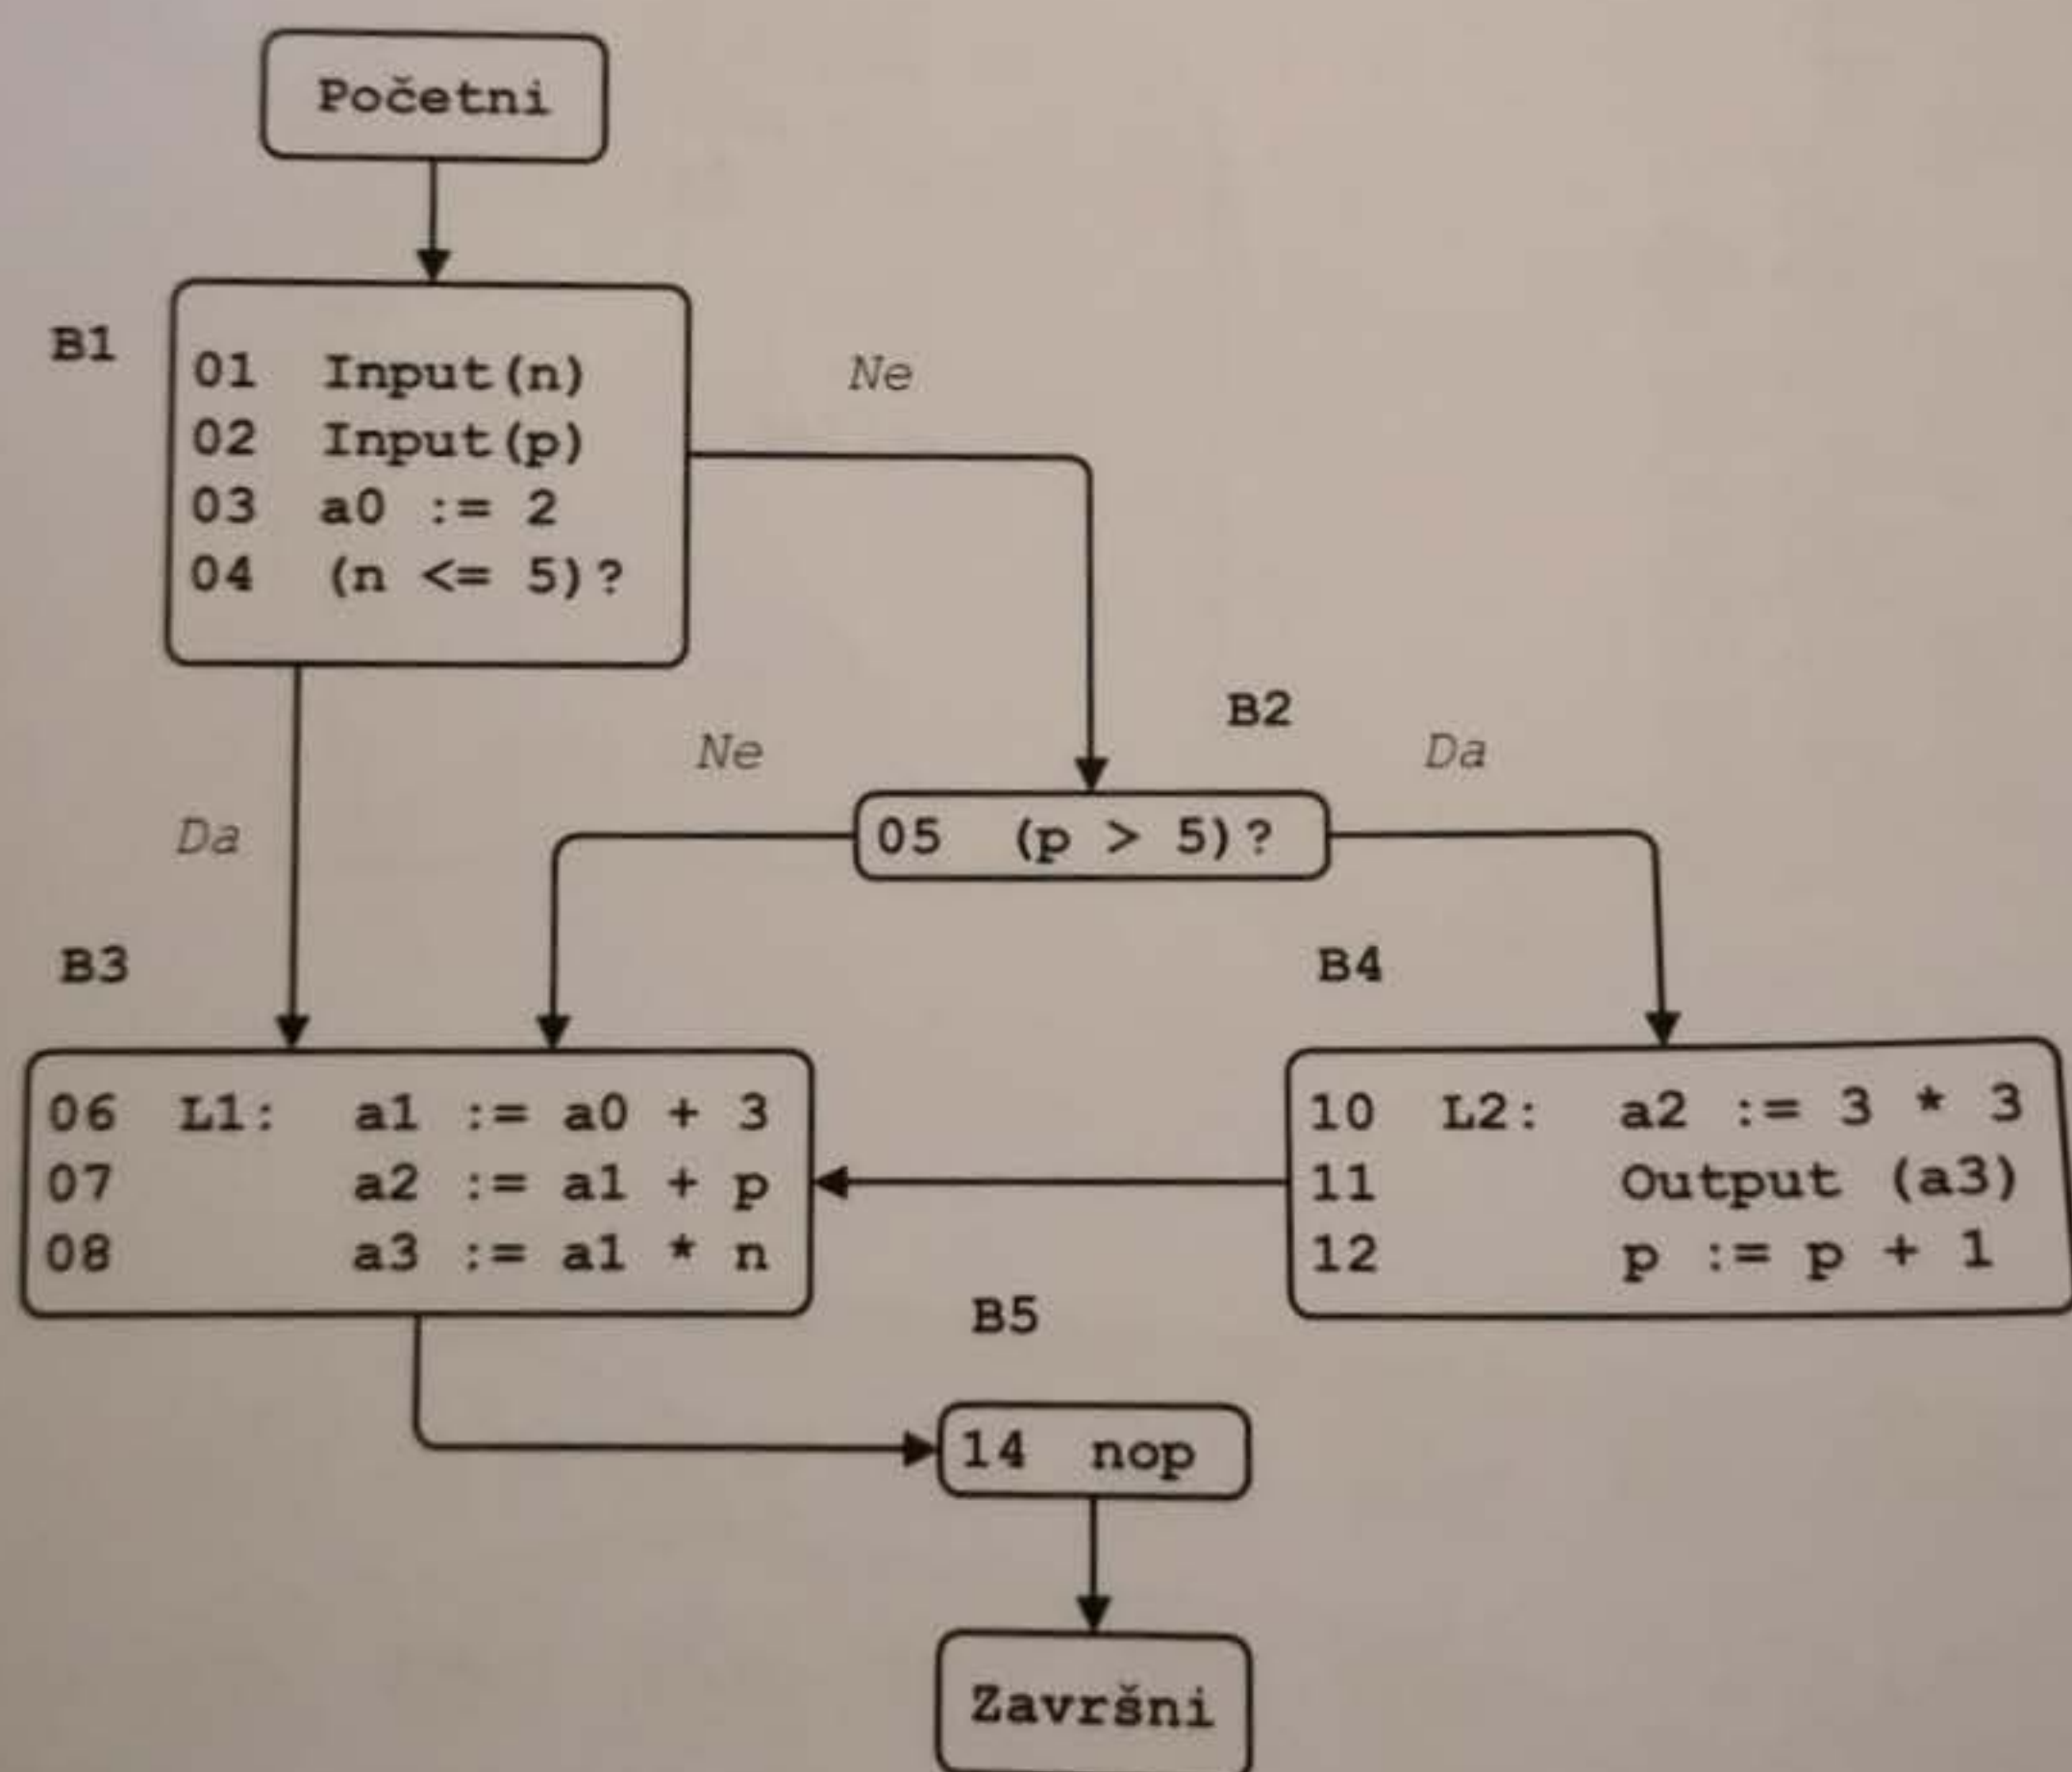 Početni
B1
01 Input(n)
02 Input(p)
03 a0 := 2
04 (n <= 5)?
Ne
Da
B2
05 (p > 5)?
Ne
Da
B3
06 L1: a1 := a0 + 3
07 a2 := a1 + p
08 a3 := a1 * n
B4
10 L2: a2 := 3 * 3
11 Output (a3)
12 p := p + 1
B5
14 nop
Završni